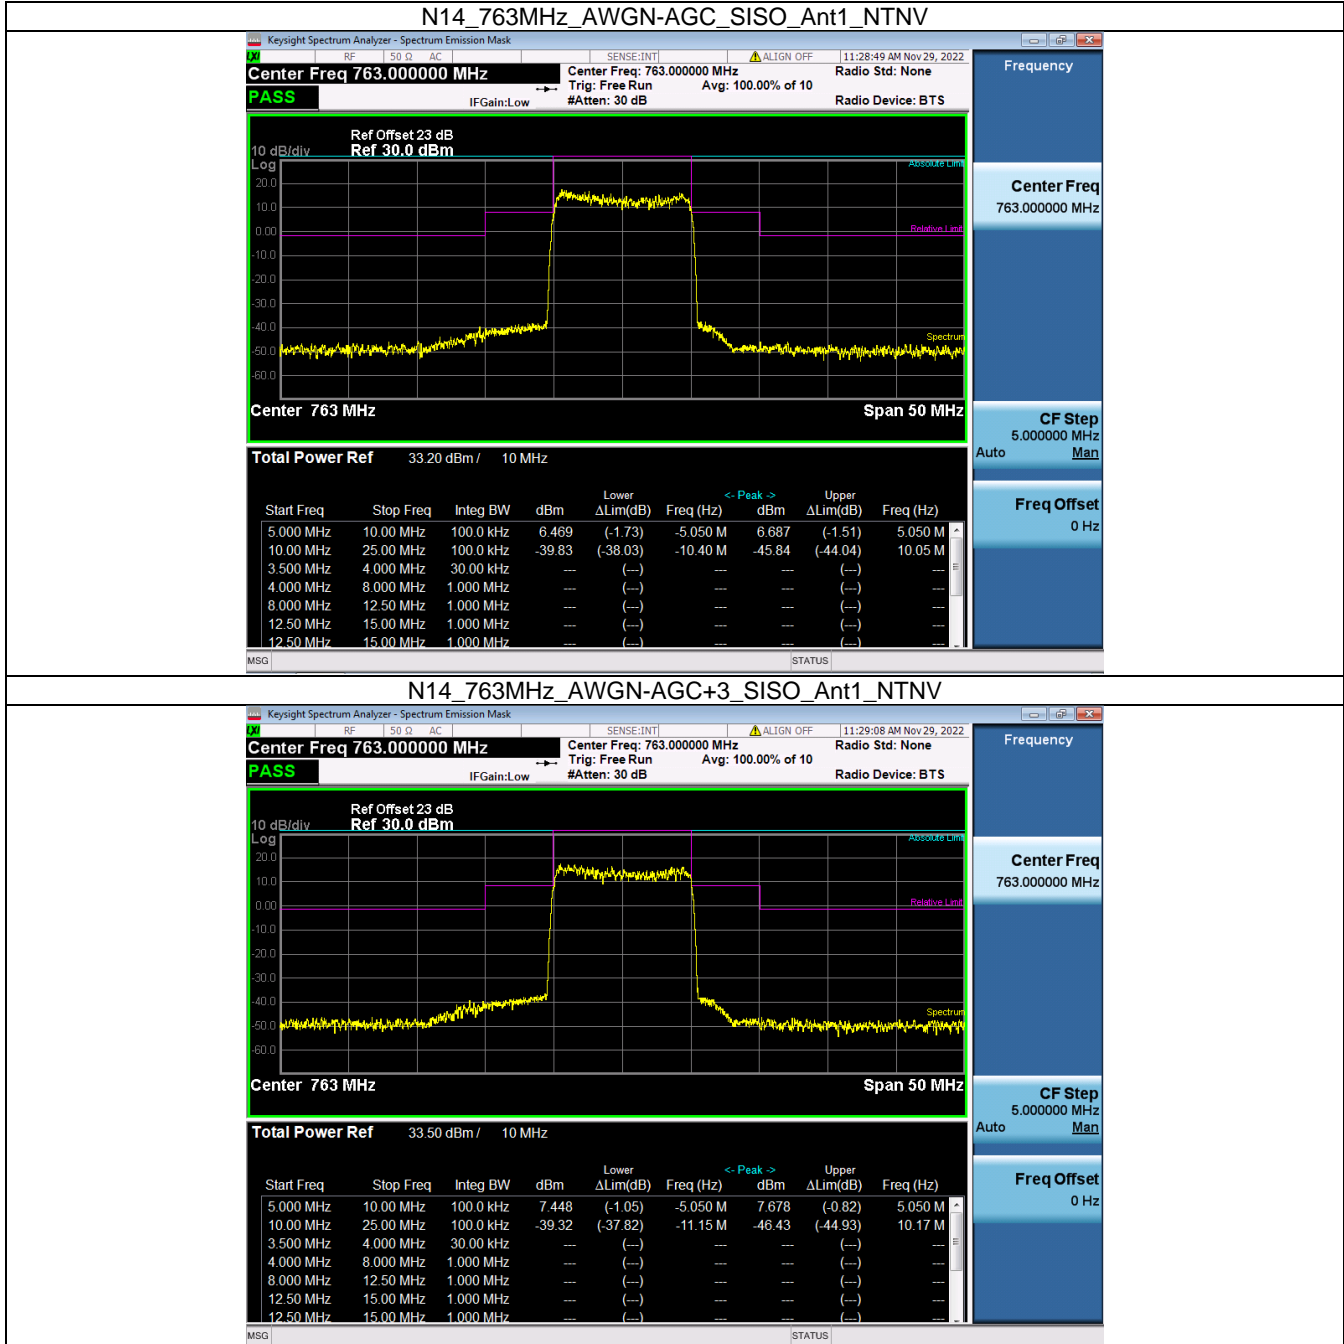 N14_763MHz_AWGN-AGC_SISO_Ant1_NTNV
Keysight Spectrum Analyzer - Spectrum Emission Mask
LXI RF 50 Ω AC SENSE:INT ALIGN OFF 11:28:49 AM Nov 29, 2022
Center Freq 763.000000 MHz
Center Freq: 763.000000 MHz
Radio Std: None
Trig: Free Run Avg: 100.00% of 10
PASS
IFGain:Low #Atten: 30 dB Radio Device: BTS
Ref Offset 23 dB
10 dB/div Ref 30.0 dBm
Log
Absolute Limit
20.0
10.0
0.00
Relative Limit
-10.0
-20.0
-30.0
-40.0
Spectrum
-50.0
-60.0
Center 763 MHz Span 50 MHz
Total Power Ref 33.20 dBm / 10 MHz
Lower <- Peak -> Upper
Start Freq Stop Freq Integ BW dBm ΔLim(dB) Freq (Hz) dBm ΔLim(dB) Freq (Hz)
5.000 MHz 10.00 MHz 100.0 kHz 6.469 (-1.73) -5.050 M 6.687 (-1.51) 5.050 M
10.00 MHz 25.00 MHz 100.0 kHz -39.83 (-38.03) -10.40 M -45.84 (-44.04) 10.05 M
3.500 MHz 4.000 MHz 30.00 kHz --- (---) --- --- (---) ---
4.000 MHz 8.000 MHz 1.000 MHz --- (---) --- --- (---) ---
8.000 MHz 12.50 MHz 1.000 MHz --- (---) --- --- (---) ---
12.50 MHz 15.00 MHz 1.000 MHz --- (---) --- --- (---) ---
12.50 MHz 15.00 MHz 1.000 MHz --- (---) --- --- (---) ---
MSG STATUS
Frequency
Center Freq
763.000000 MHz
CF Step
5.000000 MHz
Auto Man
Freq Offset
0 Hz
N14_763MHz_AWGN-AGC+3_SISO_Ant1_NTNV
Keysight Spectrum Analyzer - Spectrum Emission Mask
LXI RF 50 Ω AC SENSE:INT ALIGN OFF 11:29:08 AM Nov 29, 2022
Center Freq 763.000000 MHz
Center Freq: 763.000000 MHz
Radio Std: None
Trig: Free Run Avg: 100.00% of 10
PASS
IFGain:Low #Atten: 30 dB Radio Device: BTS
Ref Offset 23 dB
10 dB/div Ref 30.0 dBm
Log
Absolute Limit
20.0
10.0
0.00
Relative Limit
-10.0
-20.0
-30.0
-40.0
Spectrum
-50.0
-60.0
Center 763 MHz Span 50 MHz
Total Power Ref 33.50 dBm / 10 MHz
Lower <- Peak -> Upper
Start Freq Stop Freq Integ BW dBm ΔLim(dB) Freq (Hz) dBm ΔLim(dB) Freq (Hz)
5.000 MHz 10.00 MHz 100.0 kHz 7.448 (-1.05) -5.050 M 7.678 (-0.82) 5.050 M
10.00 MHz 25.00 MHz 100.0 kHz -39.32 (-37.82) -11.15 M -46.43 (-44.93) 10.17 M
3.500 MHz 4.000 MHz 30.00 kHz --- (---) --- --- (---) ---
4.000 MHz 8.000 MHz 1.000 MHz --- (---) --- --- (---) ---
8.000 MHz 12.50 MHz 1.000 MHz --- (---) --- --- (---) ---
12.50 MHz 15.00 MHz 1.000 MHz --- (---) --- --- (---) ---
12.50 MHz 15.00 MHz 1.000 MHz --- (---) --- --- (---) ---
MSG STATUS
Frequency
Center Freq
763.000000 MHz
CF Step
5.000000 MHz
Auto Man
Freq Offset
0 Hz